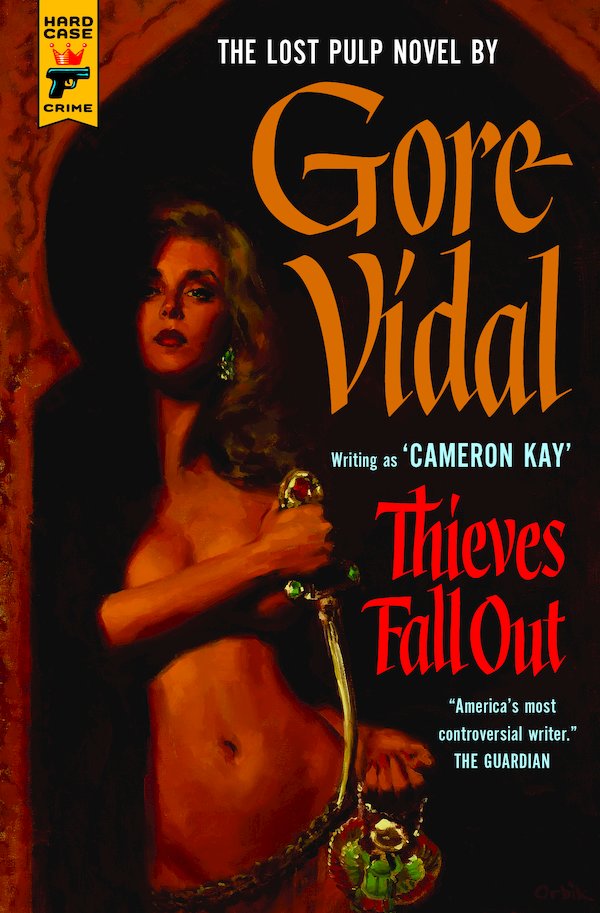 HARD
CASE
CRIME
THE LOST PULP NOVEL BY
Gore
Vidal
Writing as ‘CAMERON KAY’
Thieves
Fall Out
“America’s most
controversial writer.”
THE GUARDIAN
Orbik